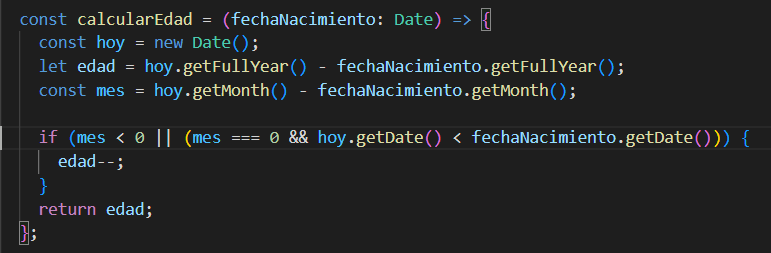 const calcularEdad = (fechaNacimiento: Date) => {
const hoy = new Date();
let edad = hoy.getFullYear() - fechaNacimiento.getFullYear();
const mes = hoy.getMonth() - fechaNacimiento.getMonth();
if (mes < 0 || (mes === 0 && hoy.getDate() < fechaNacimiento.getDate())) {
edad--;
}
return edad;
};